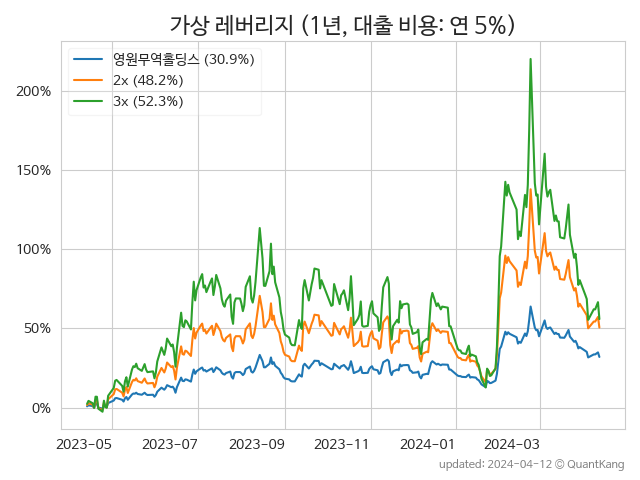 가상 레버리지 (1년, 대출 비용: 연 5%)
영원무역홀딩스 (30.9%)
2x (48.2%)
3x (52.3%)
200%
150%
100%
50%
0%
2023-05 2023-07 2023-09 2023-11 2024-01 2024-03
updated: 2024-04-12 © QuantKang